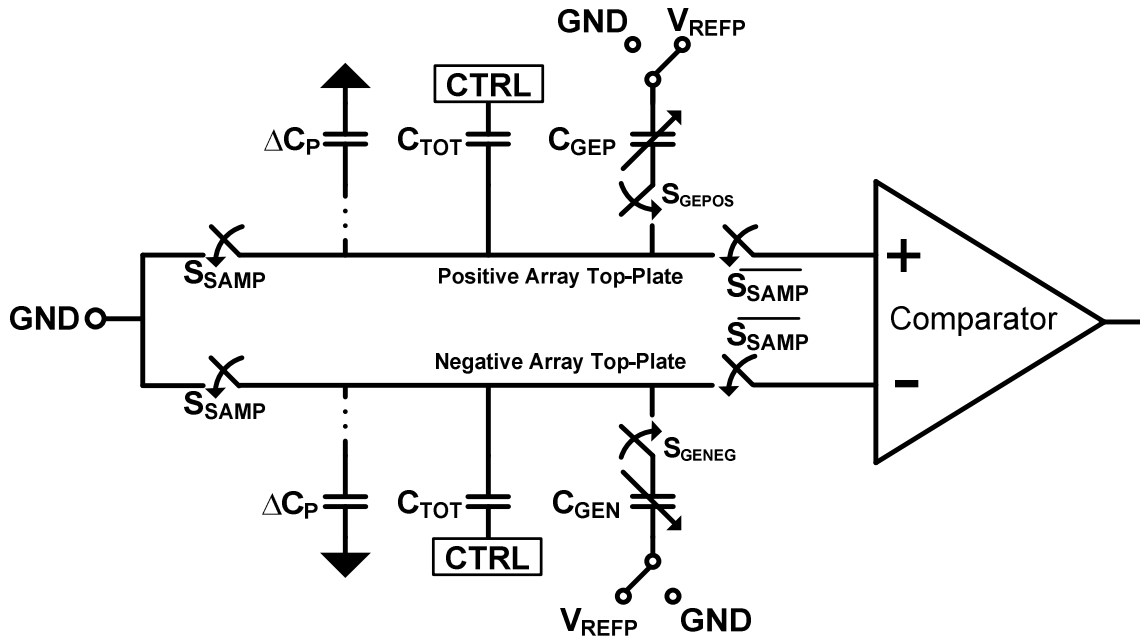 GND VREFP
CTRL
ΔCP CTOT CGEP
SGEPOS
SSAMP Positive Array Top-Plate SSAMP
+
GND
Comparator
SSAMP
Negative Array Top-Plate
-
SSAMP
SGENEG
ΔCP CTOT CGEN
CTRL
VREFP GND